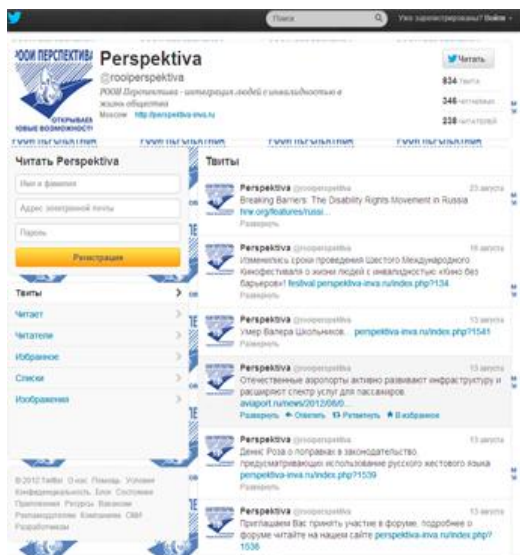 Поиск
Уже зарегистрированы? Войти
РООИ ПЕРСПЕКТИВА
ОТКРЫВАЕМ
НОВЫЕ ВОЗМОЖНОСТИ
Perspektiva
@rooiperspektiva
РООИ Перспектива - интеграция людей с инвалидностью в
жизнь общества
Moscow http://perspektiva-inva.ru
Читать
834 твита
346
238 читателей
Читать Perspektiva
Имя и фамилия
Адрес электронной почты
Пароль
Регистрация
Твиты
Читает
Читатели
Избранное
Списки
Изображения
© 2012 Twitter О нас Помощь Условия
Конфиденциальность Блог Состояние
Приложения Ресурсы Вакансии
Рекламодателям Компаниям СМИ
Разработчикам
Твиты
Perspektiva @rooiperspektiva 23 августа
Breaking Barriers: The Disability Rights Movement in Russia
hrw.org/features/russi...
Развернуть
Perspektiva @rooiperspektiva августа
Изменились сроки проведения Шестого Международного
Кинофестиваля о жизни людей с инвалидностью «Кино без
барьеров»! festival.perspektiva-inva.ru/index.php?134
Развернуть
Perspektiva @rooiperspektiva 13 августа
Умер Валера Школьников... perspektiva-inva.ru/index.php?1541
Развернуть
Perspektiva @rooiperspektiva 13 августа
Отечественные аэропорты активно развивают инфраструктуру и
расширяют спектр услуг для пассажиров.
aviaport.ru/news/2012/08/0...
Развернуть Ответить Ретвитнуть В избранное
Perspektiva @rooiperspektiva 13 августа
Денис Роза о поправках в законодательство,
предусматривающих использование русского жестового языка
perspektiva-inva.ru/index.php?1539
Развернуть
Perspektiva @rooiperspektiva 13 августа
Приглашаем Вас принять участие в форуме, подробнее о
форуме читайте на нашем сайте perspektiva-inva.ru/index.php?
1536